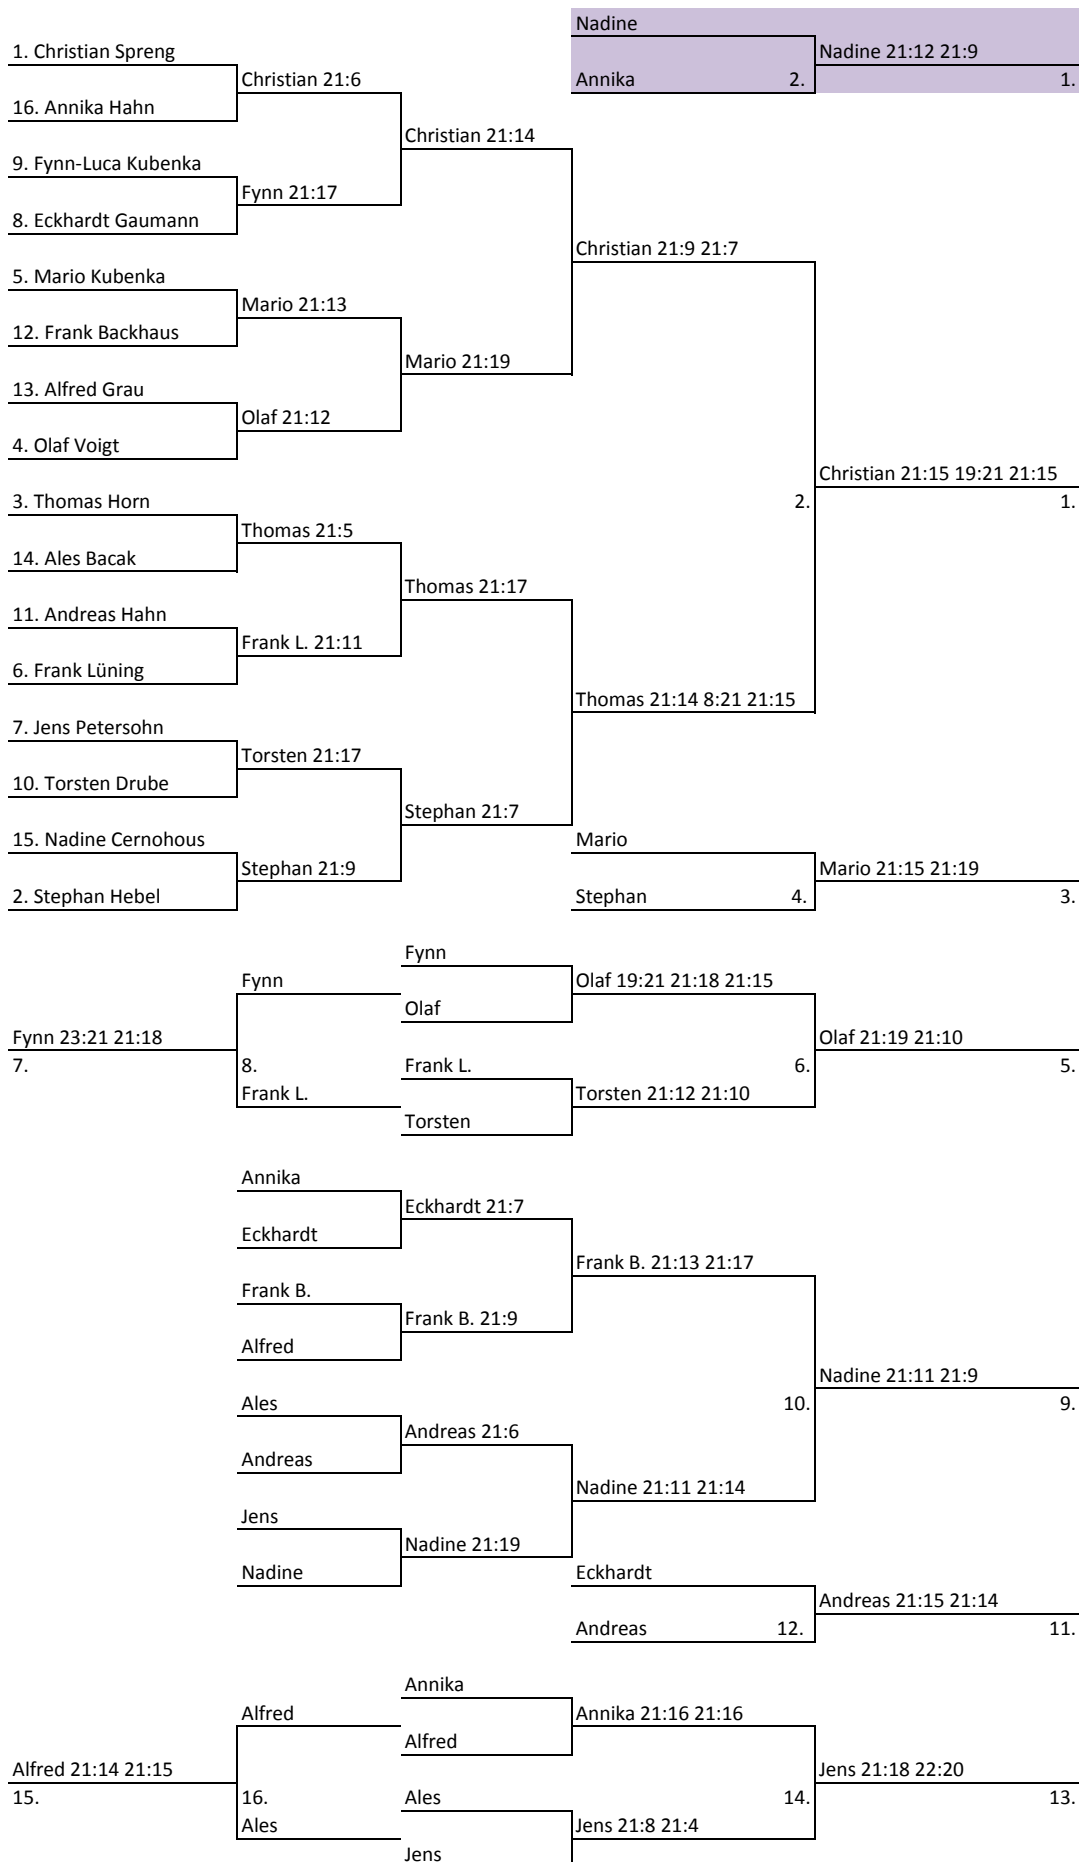 Nadine
1. Christian Spreng
Nadine 21:12 21:9
Christian 21:6
Annika 2.
1.
16. Annika Hahn
Christian 21:14
9. Fynn-Luca Kubenka
Fynn 21:17
8. Eckhardt Gaumann
Christian 21:9 21:7
5. Mario Kubenka
Mario 21:13
12. Frank Backhaus
Mario 21:19
13. Alfred Grau
Olaf 21:12
4. Olaf Voigt
Christian 21:15 19:21 21:15
3. Thomas Horn
2.
1.
Thomas 21:5
14. Ales Bacak
Thomas 21:17
11. Andreas Hahn
Frank L. 21:11
6. Frank Lüning
Thomas 21:14 8:21 21:15
7. Jens Petersohn
Torsten 21:17
10. Torsten Drube
Stephan 21:7
15. Nadine Cernohous
Mario
Stephan 21:9
Mario 21:15 21:19
2. Stephan Hebel
Stephan 4.
3.
Fynn
Fynn
Olaf 19:21 21:18 21:15
Olaf
Fynn 23:21 21:18
Olaf 21:19 21:10
7.
8.
Frank L.
6.
5.
Frank L.
Torsten 21:12 21:10
Torsten
Annika
Eckhardt 21:7
Eckhardt
Frank B. 21:13 21:17
Frank B.
Frank B. 21:9
Alfred
Nadine 21:11 21:9
Ales
10.
9.
Andreas 21:6
Andreas
Nadine 21:11 21:14
Jens
Nadine 21:19
Nadine
Eckhardt
Andreas 21:15 21:14
Andreas 12.
11.
Annika
Alfred
Annika 21:16 21:16
Alfred
Alfred 21:14 21:15
Jens 21:18 22:20
15.
16.
Ales
14.
13.
Ales
Jens 21:8 21:4
Jens